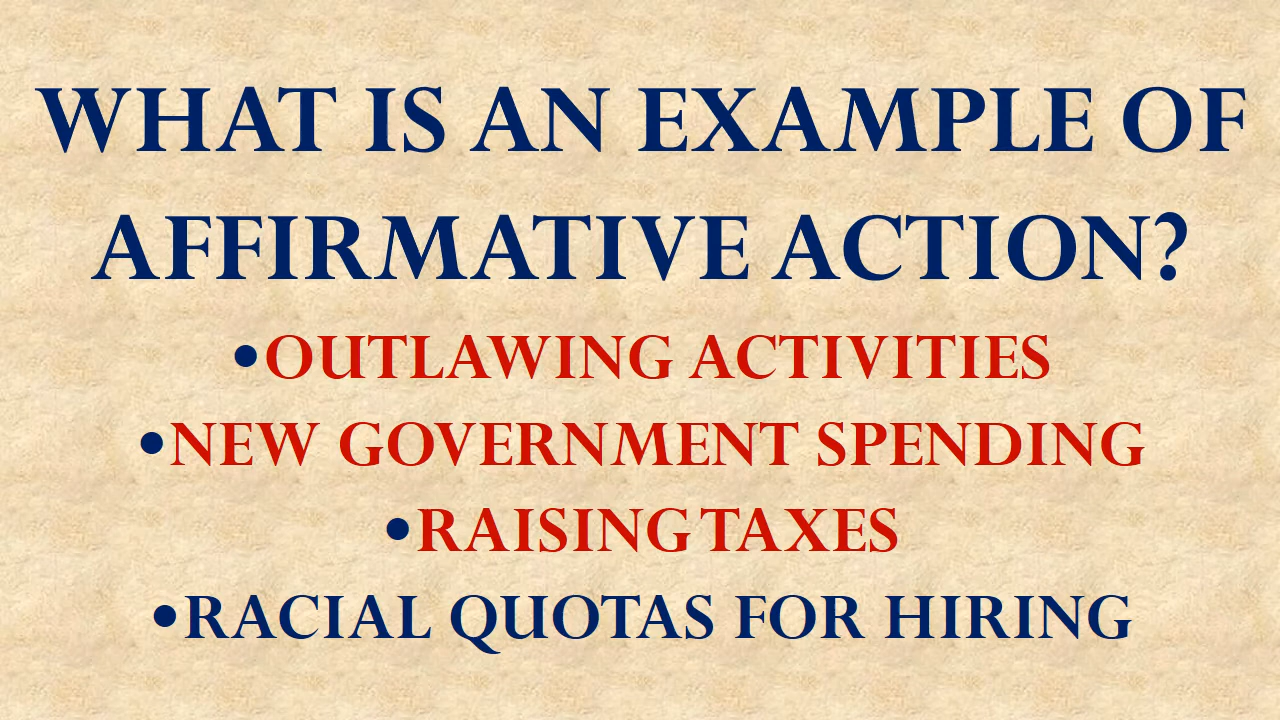 WHAT IS AN EXAMPLE OF
AFFIRMATIVE ACTION?
•OUTLAWING ACTIVITIES
•NEW GOVERNMENT SPENDING
•RAISING TAXES
•RACIAL QUOTAS FOR HIRING